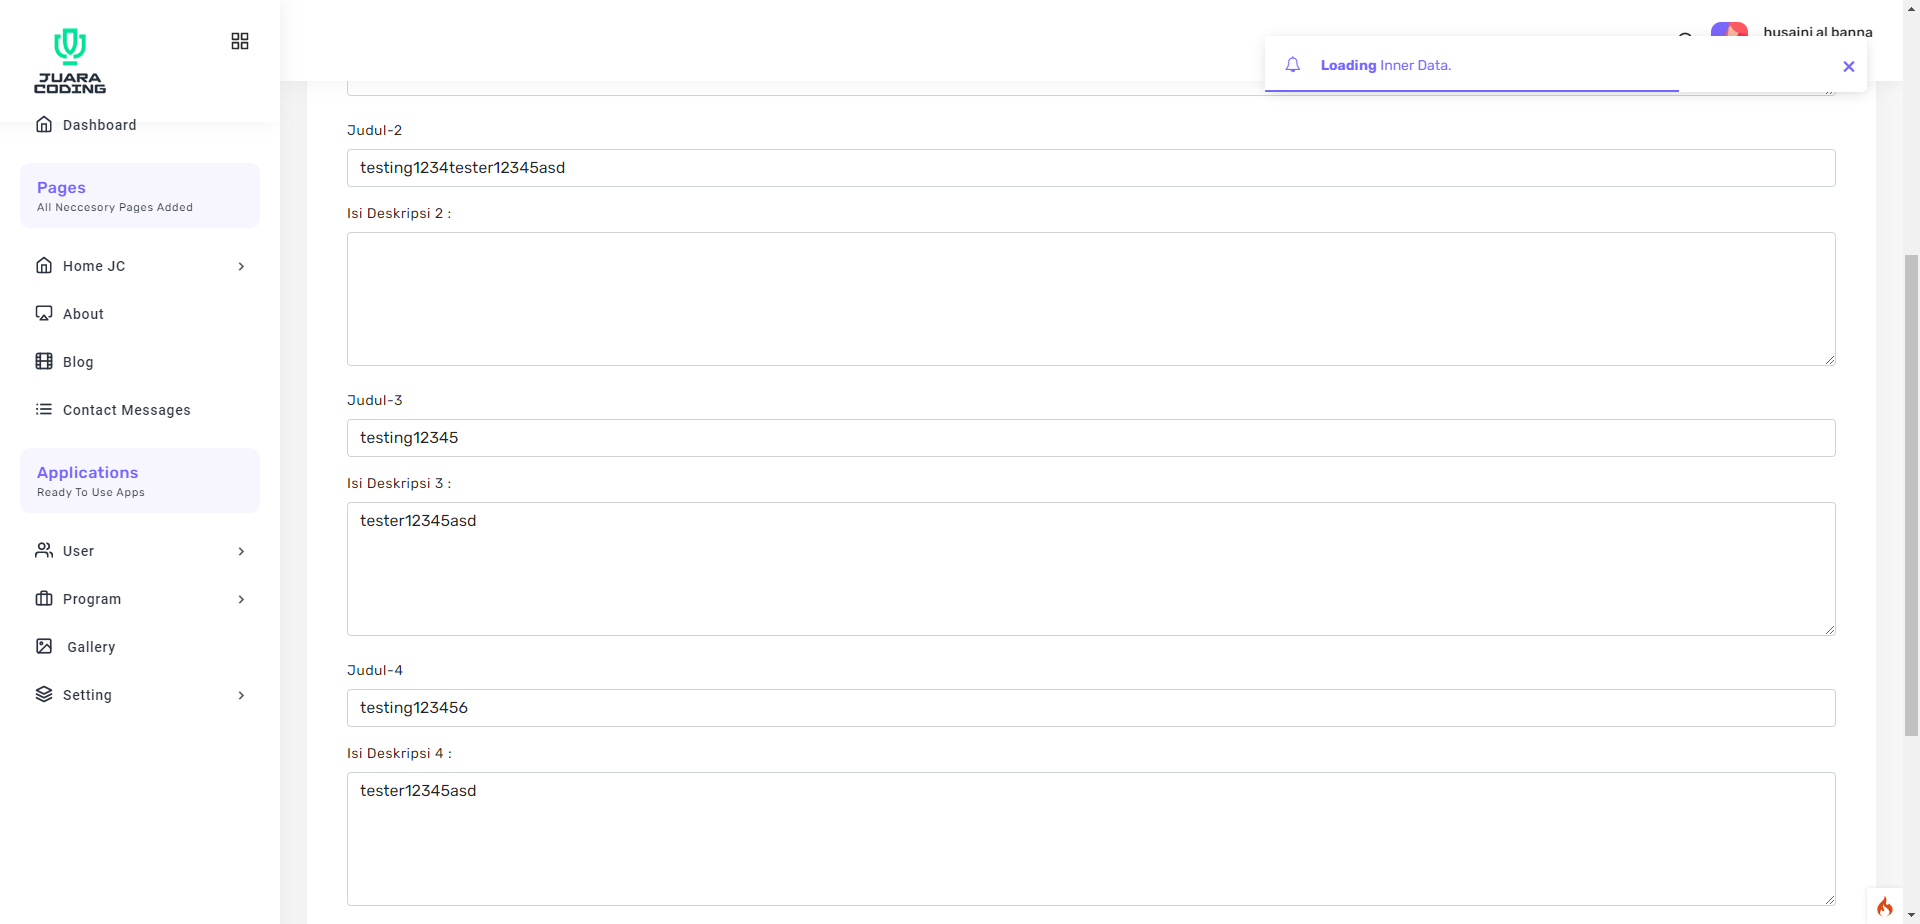 JUARA
CODING
husaini al banna
Loading Inner Data.
Dashboard
Pages
All Neccesory Pages Added
Home JC
About
Blog
Contact Messages
Applications
Ready To Use Apps
User
Program
Gallery
Setting
Judul-2
testing1234tester12345asd
Isi Deskripsi 2 :
Judul-3
testing12345
Isi Deskripsi 3 :
tester12345asd
Judul-4
testing123456
Isi Deskripsi 4 :
tester12345asd